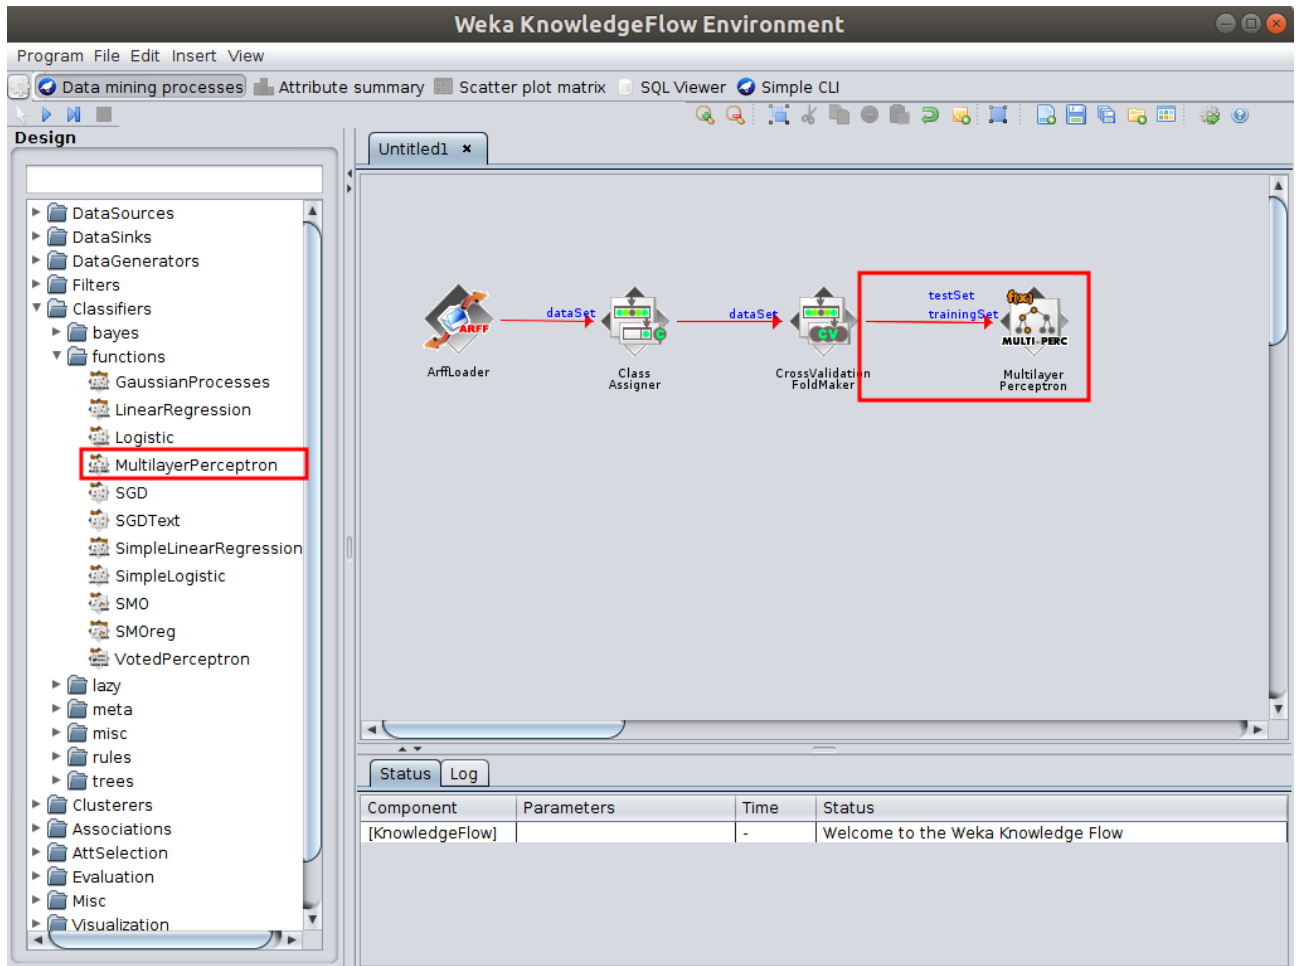 Weka KnowledgeFlow Environment
Program File Edit Insert View
Data mining processes Attribute summary Scatter plot matrix SQL Viewer Simple CLI
Design
Untitled1
DataSources
DataSinks
DataGenerators
Filters
Classifiers
bayes
functions
GaussianProcesses
LinearRegression
Logistic
MultilayerPerceptron
SGD
SGDText
SimpleLinearRegression
SimpleLogistic
SMO
SMOreg
VotedPerceptron
lazy
meta
misc
rules
trees
Clusterers
Associations
AttSelection
Evaluation
Misc
Visualization
ARFF
ArffLoader
dataSet
C
Class
Assigner
dataSet
CV
CrossValidation
FoldMaker
testSet
trainingSet
f(x)
MULTI-PERC
Multilayer
Perceptron
Status Log
Component Parameters Time Status
[KnowledgeFlow] - Welcome to the Weka Knowledge Flow